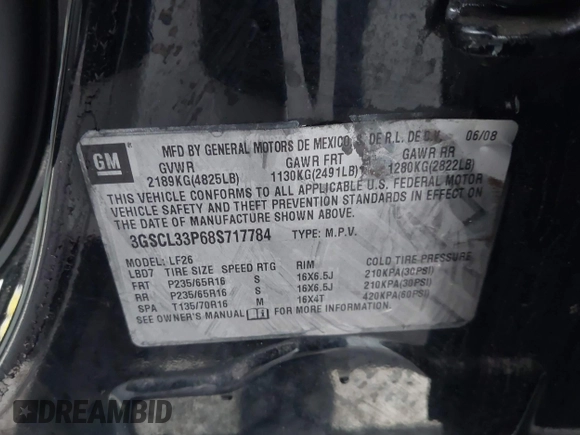 GM
MFD BY GENERAL MOTORS DE MEXICO S DE R.L. DE C.V. 06/08
GVWR GAWR FRT GAWR RR
2189KG(4825LB) 1130KG(2491LB) 1280KG(2822LB)
THIS VEHICLE CONFORMS TO ALL APPLICABLE U.S. FEDERAL MOTOR
VEHICLE SAFETY AND THEFT PREVENTION STANDARDS IN EFFECT ON
THE DATE OF MANUFACTURE SHOWN ABOVE.
3GSCL33P68S717784 TYPE: M.P.V.
MODEL: LF26
LBD7 TIRE SIZE SPEED RTG RIM COLD TIRE PRESSURE
FRT P235/65R16 S 16X6.5J 210KPA(30PSI)
RR P235/65R16 S 16X6.5J 210KPA(30PSI)
SPA T135/70R16 M 16X4T 420KPA(60PSI)
SEE OWNER'S MANUAL FOR MORE INFORMATION.
DREAMBID